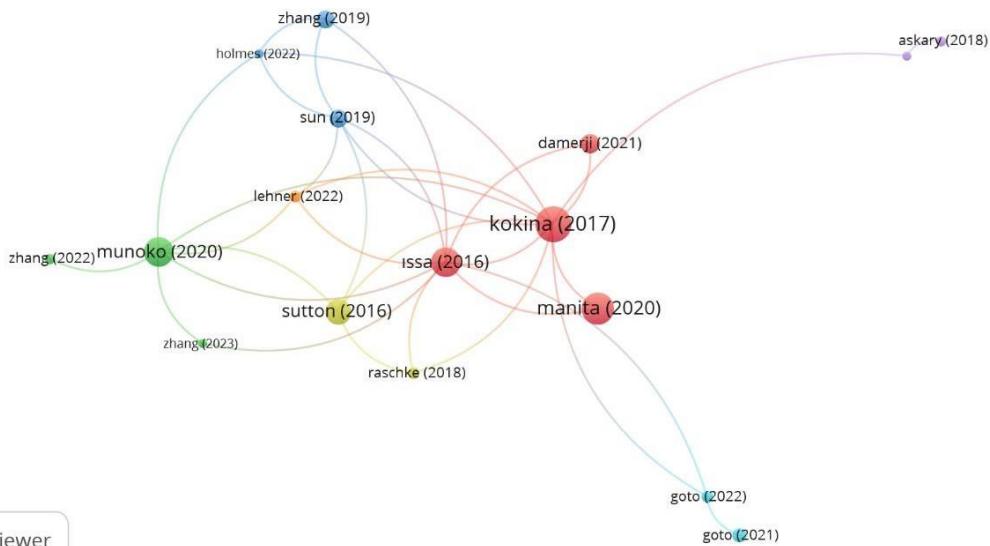 zhang (2019)
askary (2018)
holmes (2022)
sun (2019)
damerji (2021)
lehner (2022)
kokina (2017)
munoko (2020)
zhang (2022)
issa (2016)
sutton (2016)
manita (2020)
zhang (2023)
raschke (2018)
goto (2022)
goto (2021)
iewer